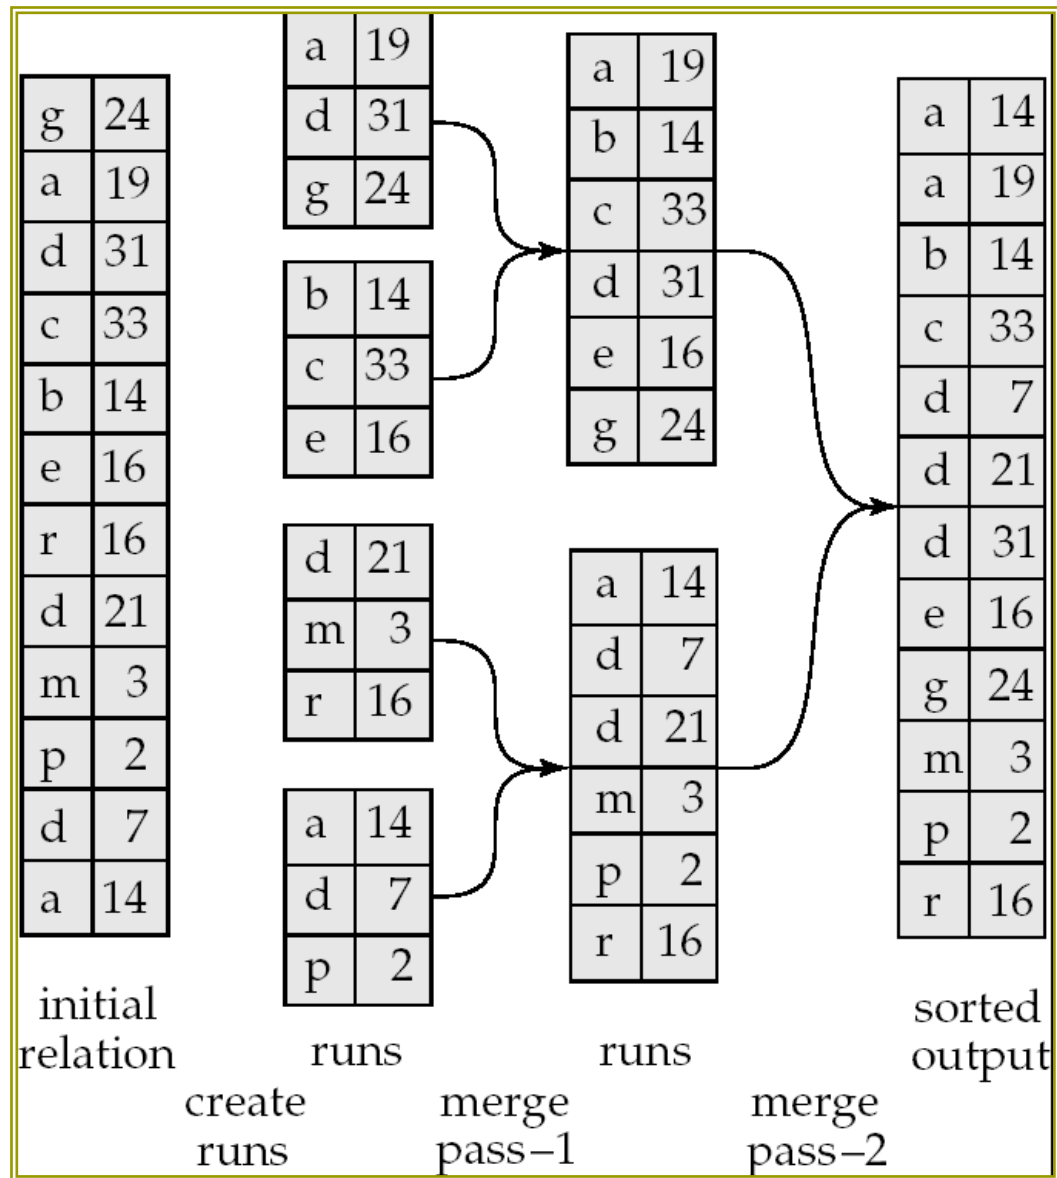 g 24
a 19
d 31
c 33
b 14
e 16
r 16
d 21
m 3
p 2
d 7
a 14
initial
relation
a 19
d 31
g 24
b 14
c 33
e 16
d 21
m 3
r 16
a 14
d 7
p 2
runs
a 19
b 14
c 33
d 31
e 16
g 24
a 14
d 7
d 21
m 3
p 2
r 16
runs
a 14
a 19
b 14
c 33
d 7
d 21
d 31
e 16
g 24
m 3
p 2
r 16
sorted
output
create
runs
merge
pass–1
merge
pass–2